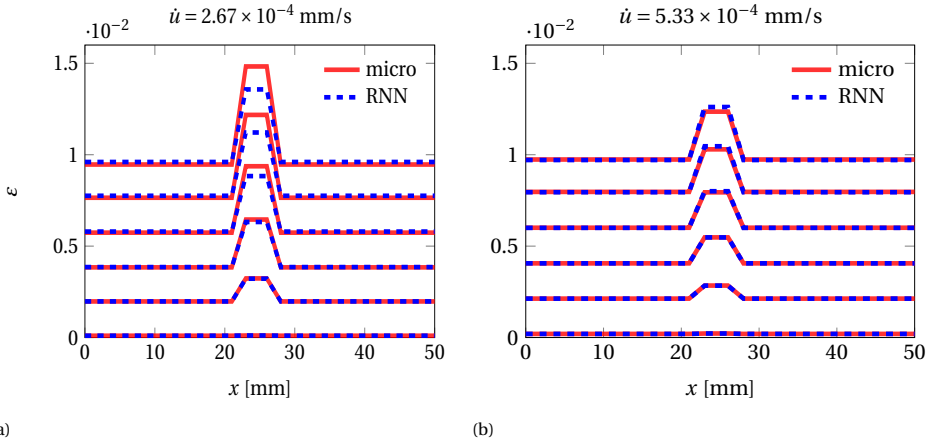 u̇ = 2.67 × 10⁻⁴ mm/s
·10⁻²
1.5
1
0.5
0
ε
micro
RNN
0 10 20 30 40 50
x [mm]
a)
u̇ = 5.33 × 10⁻⁴ mm/s
·10⁻²
1.5
1
0.5
0
micro
RNN
0 10 20 30 40 50
x [mm]
(b)